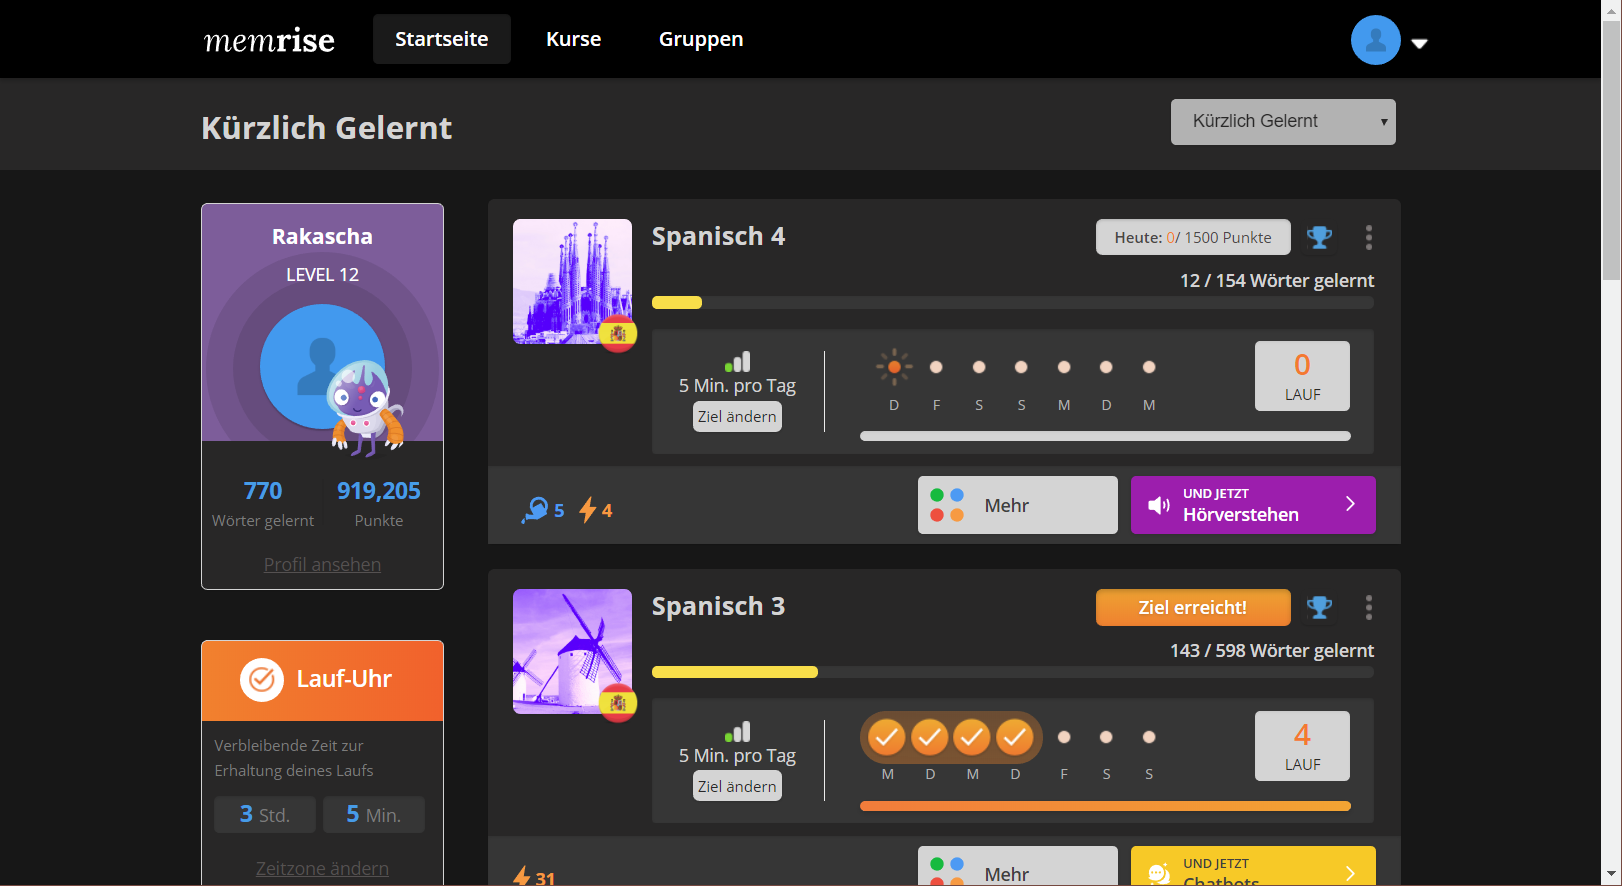 memrise
Startseite
Kurse
Gruppen
Kürzlich Gelernt
Kürzlich Gelernt
Rakascha
LEVEL 12
770
Wörter gelernt
919,205
Punkte
Profil ansehen
Lauf-Uhr
Verbleibende Zeit zur
Erhaltung deines Laufs
3 Std.
5 Min.
Zeitzone ändern
Spanisch 4
Heute: 0/ 1500 Punkte
12 / 154 Wörter gelernt
5 Min. pro Tag
Ziel ändern
D F S S M D M
0
LAUF
5
4
Mehr
UND JETZT
Hörverstehen
Spanisch 3
Ziel erreicht!
143 / 598 Wörter gelernt
5 Min. pro Tag
Ziel ändern
M D M D F S S
4
LAUF
31
Mehr
UND JETZT
Chatbots